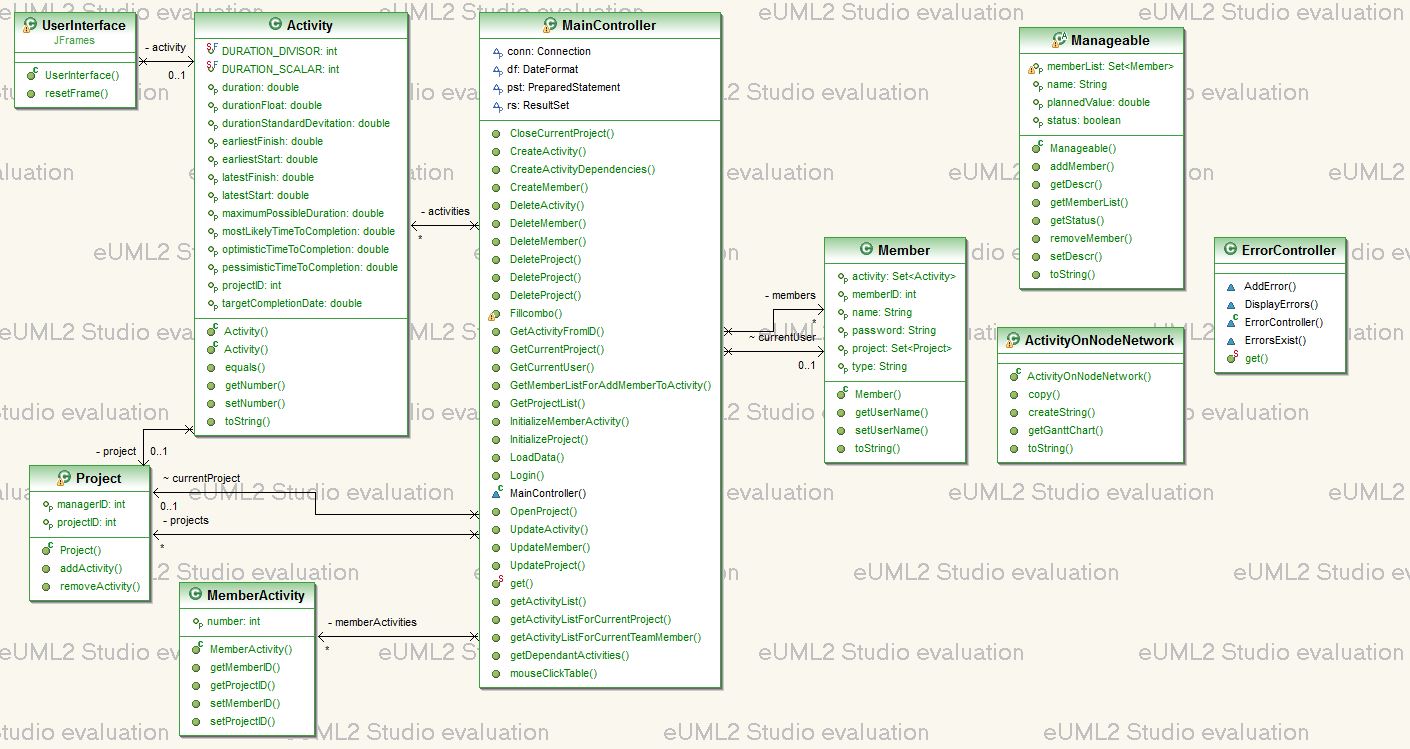 UserInterface
JFrames
UserInterface()
resetFrame()
- activity
0..1
Activity
DURATION_DIVISOR: int
DURATION_SCALAR: int
duration: double
durationFloat: double
durationStandardDevitation: double
earliestFinish: double
earliestStart: double
latestFinish: double
latestStart: double
maximumPossibleDuration: double
mostLikelyTimeToCompletion: double
optimisticTimeToCompletion: double
pessimisticTimeToCompletion: double
projectID: int
targetCompletionDate: double
Activity()
Activity()
equals()
getNumber()
setNumber()
toString()
- activities
*
MainController
conn: Connection
df: DateFormat
pst: PreparedStatement
rs: ResultSet
CloseCurrentProject()
CreateActivity()
CreateActivityDependencies()
CreateMember()
DeleteActivity()
DeleteMember()
DeleteMember()
DeleteProject()
DeleteProject()
DeleteProject()
Fillcombo()
GetActivityFromID()
GetCurrentProject()
GetCurrentUser()
GetMemberListForAddMemberToActivity()
GetProjectList()
InitializeMemberActivity()
InitializeProject()
LoadData()
Login()
MainController()
OpenProject()
UpdateActivity()
UpdateMember()
UpdateProject()
get()
getActivityList()
getActivityListForCurrentProject()
getActivityListForCurrentTeamMember()
getDependantActivities()
mouseClickTable()
- members
*
~ currentUser
0..1
Member
activity: Set<Activity>
memberID: int
name: String
password: String
project: Set<Project>
type: String
Member()
getUserName()
setUserName()
toString()
Manageable
memberList: Set<Member>
name: String
plannedValue: double
status: boolean
Manageable()
addMember()
getDescr()
getMemberList()
getStatus()
removeMember()
setDescr()
toString()
ErrorController
AddError()
DisplayErrors()
ErrorController()
ErrorsExist()
get()
ActivityOnNodeNetwork
ActivityOnNodeNetwork()
copy()
createString()
getGanttChart()
toString()
- project
0..1
Project
managerID: int
projectID: int
Project()
addActivity()
removeActivity()
~ currentProject
0..1
- projects
*
MemberActivity
number: int
MemberActivity()
getMemberID()
getProjectID()
setMemberID()
setProjectID()
- memberActivities
*
eUML2 Studio evaluation